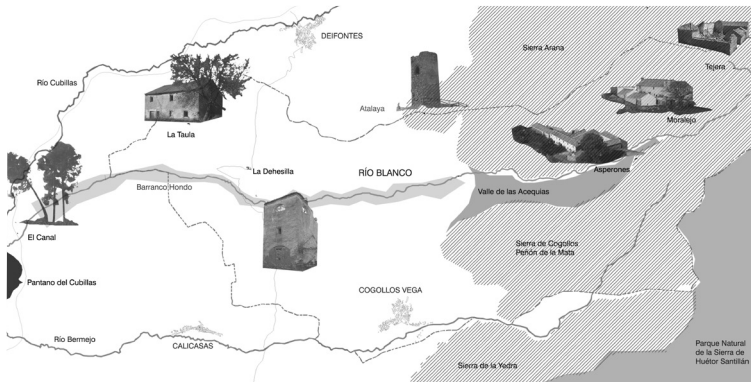 DEIFONTES
Sierra Arana
Tejera
Río Cubillas
Atalaya
Moralejo
La Taula
La Dehesilla
RÍO BLANCO
Asperones
Barranco Hondo
Valle de las Acequias
El Canal
Sierra de Cogollos
Peñón de la Mata
Pantano del Cubillas
COGOLLOS VEGA
Río Bermejo
CALICASAS
Parque Natural
de la Sierra de
Huétor Santillán
Sierra de la Yedra